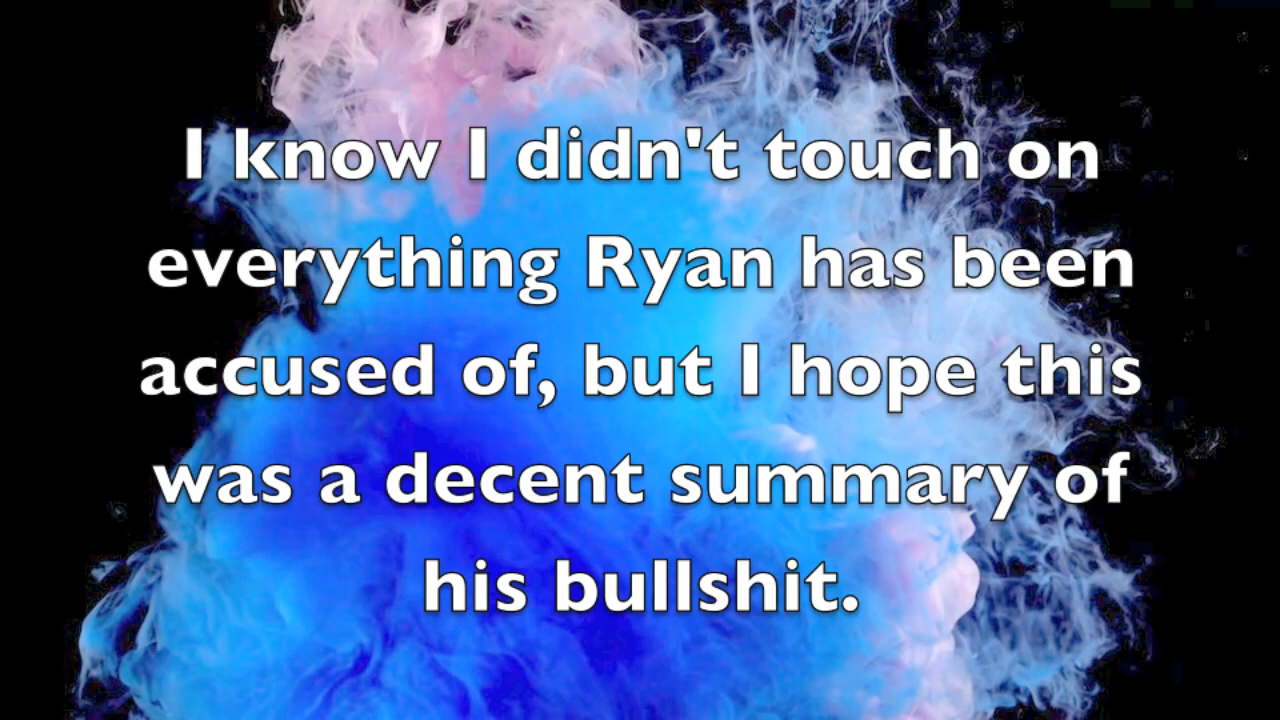 I know I didn't touch on
everything Ryan has been
accused of, but I hope this
was a decent summary of
his bullshit.